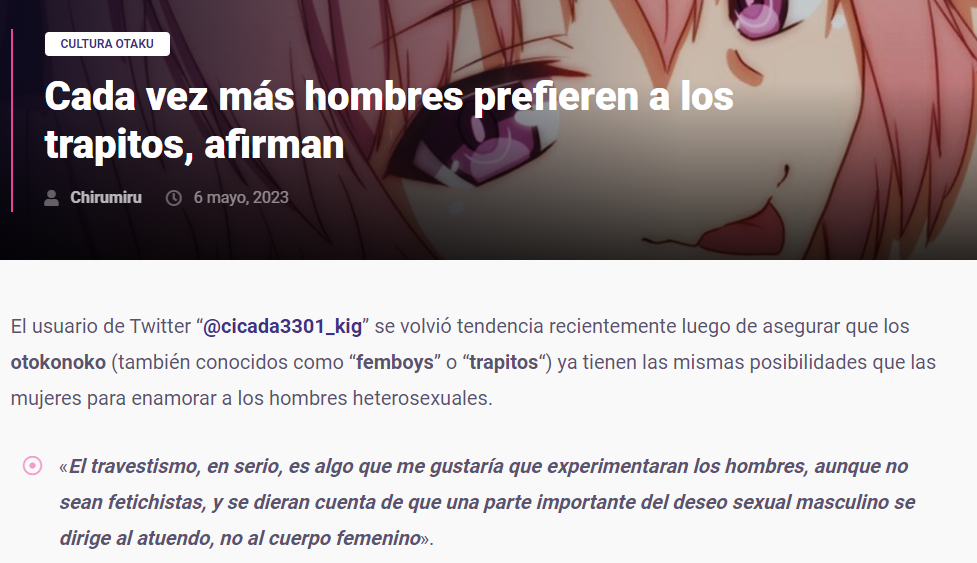 CULTURA OTAKU
Cada vez más hombres prefieren a los
trapitos, afirman
Chirumiru 6 mayo, 2023
El usuario de Twitter “@cicada3301_kig” se volvió tendencia recientemente luego de asegurar que los
otokonoko (también conocidos como “femboys” o “trapitos“) ya tienen las mismas posibilidades que las
mujeres para enamorar a los hombres heterosexuales.
«El travestismo, en serio, es algo que me gustaría que experimentaran los hombres, aunque no
sean fetichistas, y se dieran cuenta de que una parte importante del deseo sexual masculino se
dirige al atuendo, no al cuerpo femenino».